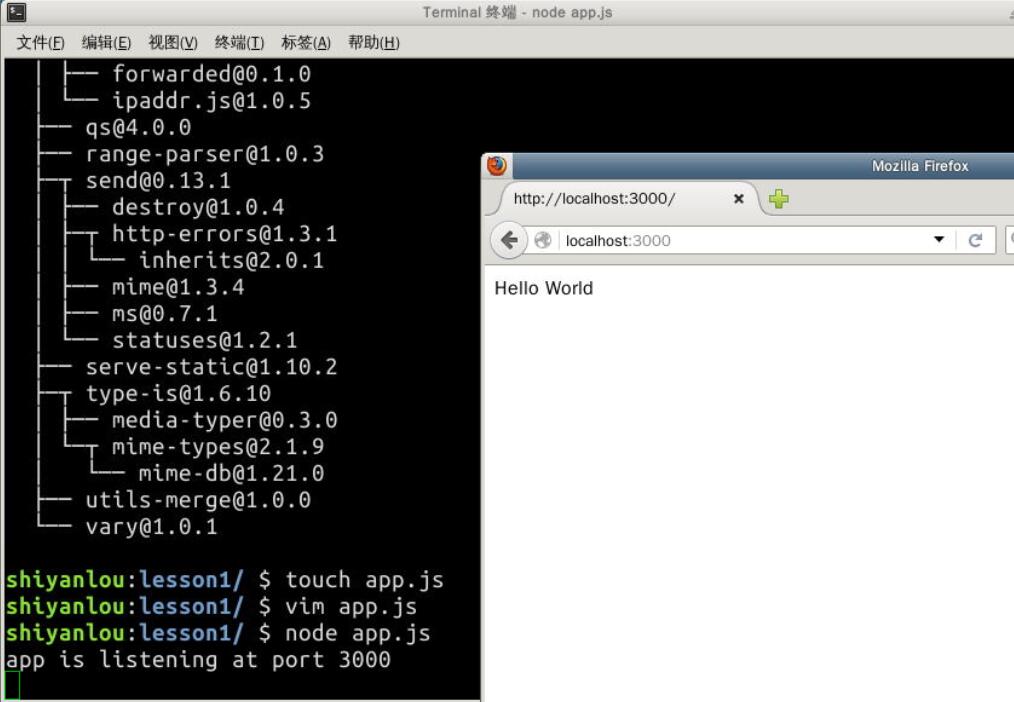 Terminal 终端 - node app.js
文件(F) 编辑(E) 视图(V) 终端(T) 标签(A) 帮助(H)
forwarded@0.1.0
ipaddr.js@1.0.5
qs@4.0.0
range-parser@1.0.3
send@0.13.1
destroy@1.0.4
http-errors@1.3.1
inherits@2.0.1
mime@1.3.4
ms@0.7.1
statuses@1.2.1
serve-static@1.10.2
type-is@1.6.10
media-typer@0.3.0
mime-types@2.1.9
mime-db@1.21.0
utils-merge@1.0.0
vary@1.0.1
shiyanlou:lesson1/ $ touch app.js
shiyanlou:lesson1/ $ vim app.js
shiyanlou:lesson1/ $ node app.js
app is listening at port 3000
Mozilla Firefox
http://localhost:3000/
localhost:3000
Hello World